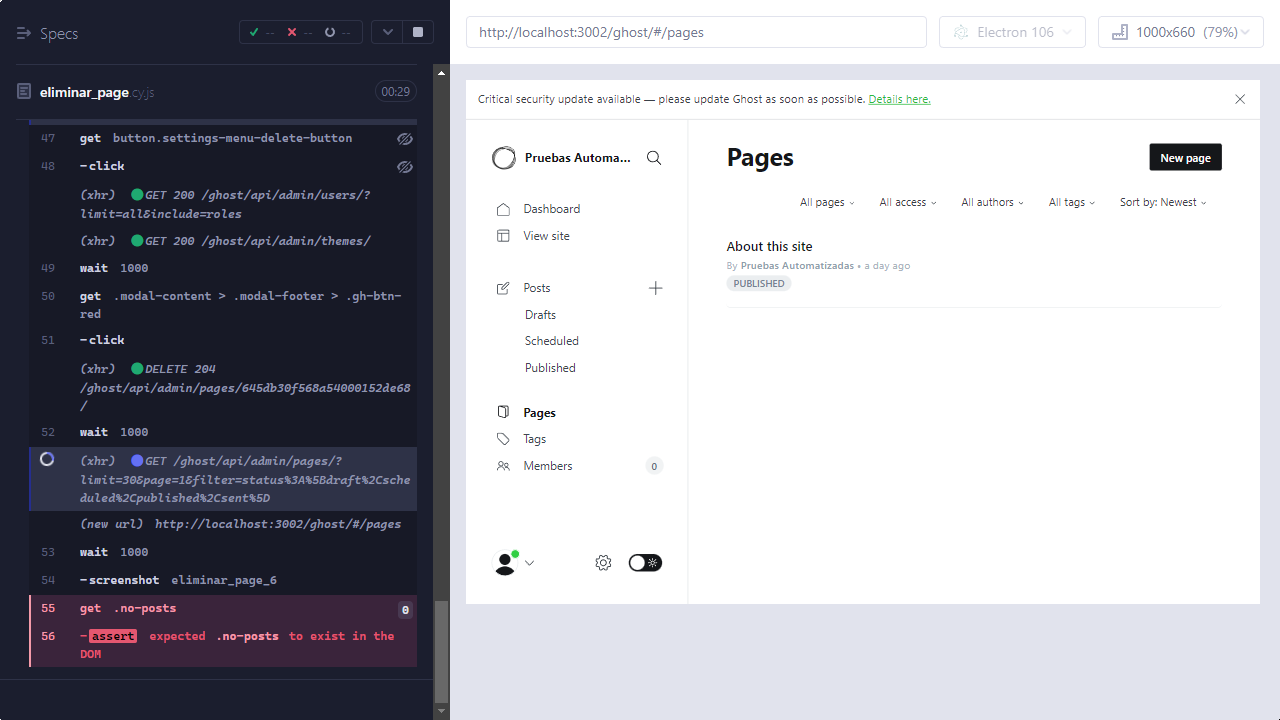 Specs
--
--
--
eliminar_page.cy.js
00:29
47 get button.settings-menu-delete-button
48 -click
(xhr) GET 200 /ghost/api/admin/users/?
limit=all&include=roles
(xhr) GET 200 /ghost/api/admin/themes/
49 wait 1000
50 get .modal-content > .modal-footer > .gh-btn-
red
51 -click
(xhr) DELETE 204
/ghost/api/admin/pages/645db30f568a54000152de68
/
52 wait 1000
(xhr) GET /ghost/api/admin/pages/?
limit=30&page=1&filter=status%3A%5Bdraft%2Csche
duled%2Cpublished%2Csent%5D
(new url) http://localhost:3002/ghost/#/pages
53 wait 1000
54 -screenshot eliminar_page_6
55 get .no-posts 0
56 -assert expected .no-posts to exist in the
DOM
http://localhost:3002/ghost/#/pages
Electron 106
1000x660 (79%)
Critical security update available — please update Ghost as soon as possible. Details here.
Pruebas Automa...
Dashboard
View site
Posts
Drafts
Scheduled
Published
Pages
Tags
Members 0
Pages
New page
All pages
All access
All authors
All tags
Sort by: Newest
About this site
By Pruebas Automatizadas • a day ago
PUBLISHED